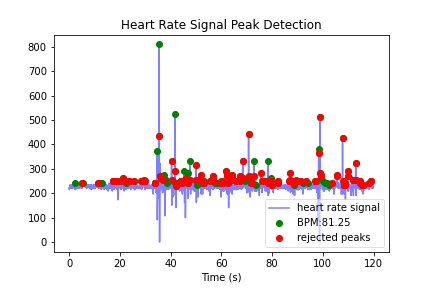 Heart Rate Signal Peak Detection
800
700
600
500
400
300
200
100
0
heart rate signal
BPM:81.25
rejected peaks
0 20 40 60 80 100 120
Time (s)